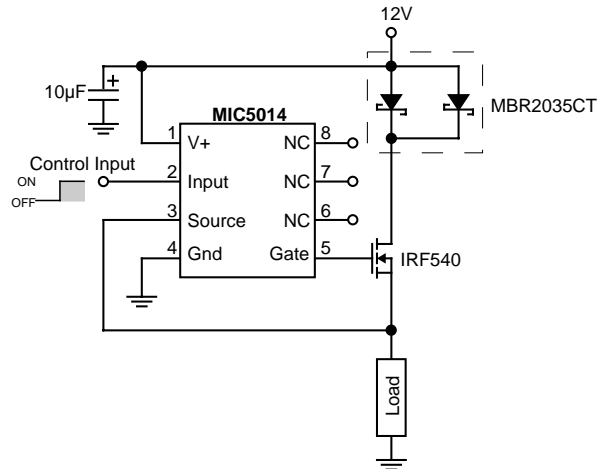 12V
10µF
+
MBR2035CT
MIC5014
1 V+ NC 8
Control Input
ON
OFF
2 Input NC 7
3 Source NC 6
4 Gnd Gate 5
IRF540
Load